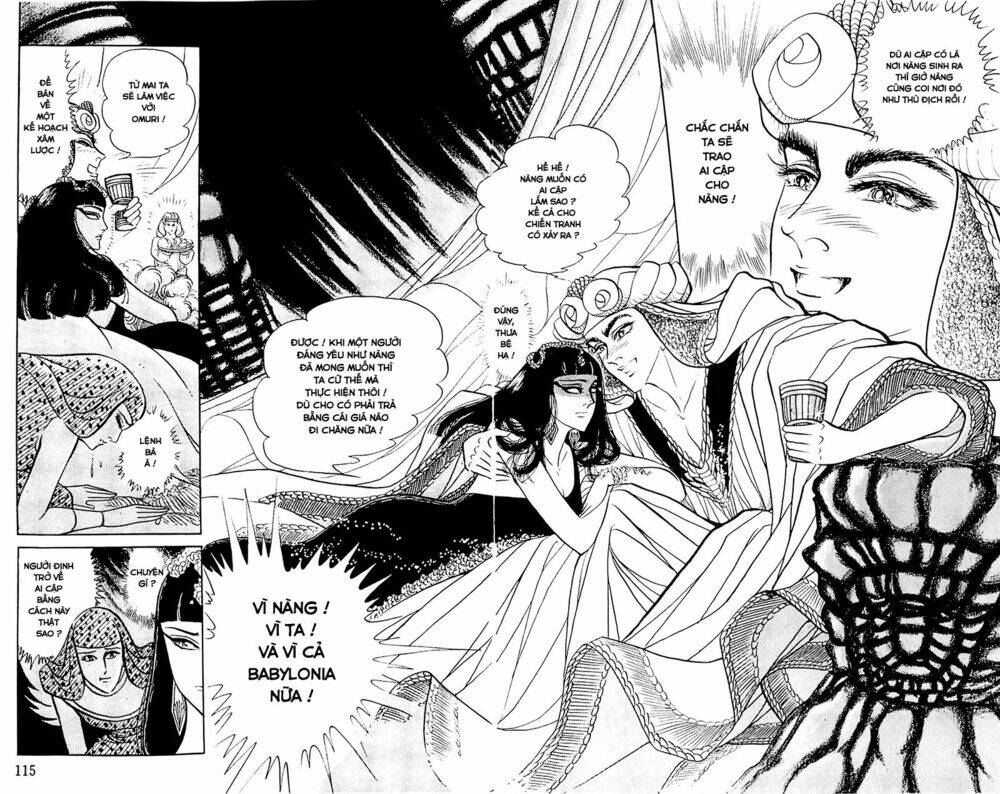 DÙ AI CẬP CÓ LÀ
NƠI NÀNG SINH RA
THÌ GIỜ NÀNG
CŨNG COI NƠI ĐÓ
NHƯ THÙ ĐỊCH RỒI !
CHẮC CHẮN
TA SẼ
TRAO
AI CẬP
CHO
NÀNG !
HỀ HỀ !
NÀNG MUỐN CÓ
AI CẬP
LẮM SAO ?
KỂ CẢ CHO
CHIẾN TRANH
CÓ XẢY RA ?
ĐÚNG
VẬY,
THƯA
BỆ
HẠ !
ĐƯỢC ! KHI MỘT NGƯỜI
ĐÁNG YÊU NHƯ NÀNG
ĐÃ MONG MUỐN THÌ
TA CỨ THẾ MÀ
THỰC HIỆN THÔI !
DÙ CHO CÓ PHẢI TRẢ
BẰNG CÁI GIÁ NÀO
ĐI CHĂNG NỮA !
VÌ NÀNG !
VÌ TA !
VÀ VÌ CẢ
BABYLONIA
NỮA !
TỪ MAI TA
SẼ LÀM VIỆC
VỚI
OMURI !
ĐỂ
BÀN
VỀ
MỘT
KẾ HOẠCH
XÂM
LƯỢC !
LỆNH
BÀ
À !
CHUYỆN
GÌ ?
NGƯỜI ĐỊNH
TRỞ VỀ
AI CẬP
BẰNG
CÁCH NÀY
THẬT
SAO ?
115